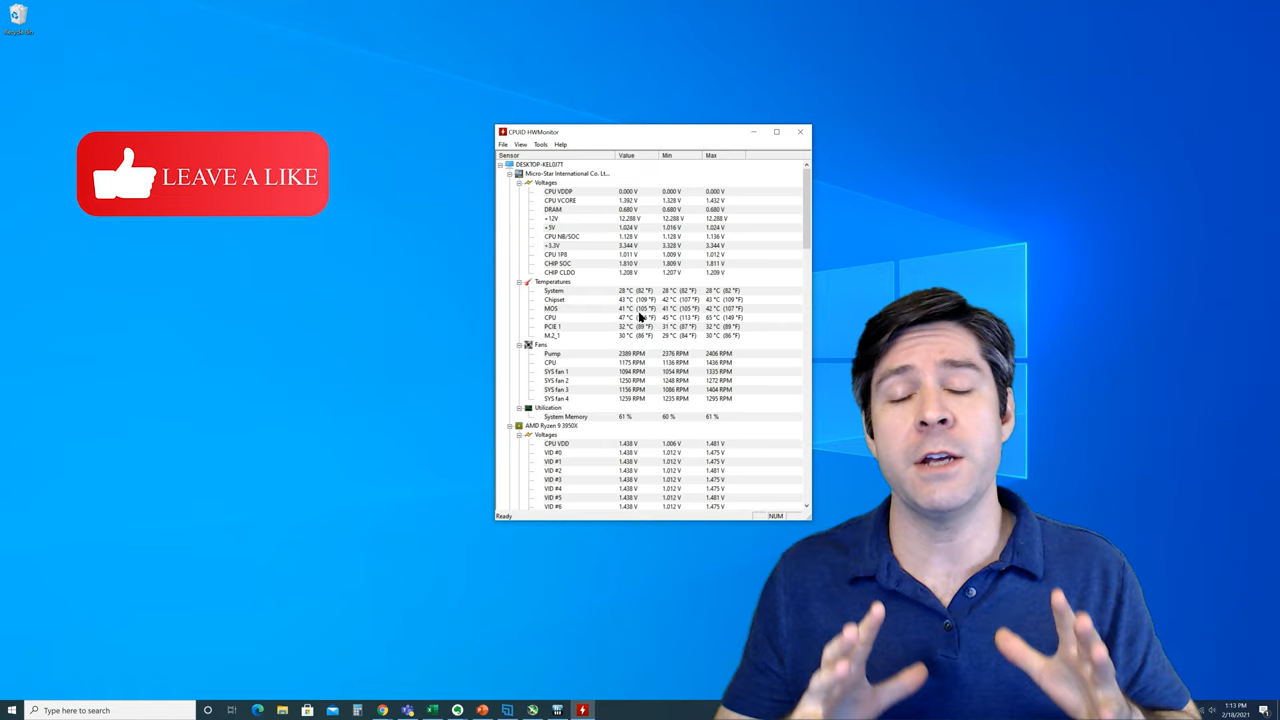 Recycle Bin
LEAVE A LIKE
CPUID HWMonitor
File View Tools Help
Sensor Value Min Max
DESKTOP-KEL0J7T
Micro-Star International Co. Lt...
Voltages
CPU VDDP 0.000 V 0.000 V 0.000 V
CPU VCORE 1.392 V 1.328 V 1.432 V
DRAM 0.680 V 0.680 V 0.680 V
+12V 12.288 V 12.288 V 12.288 V
+5V 1.024 V 1.016 V 1.024 V
CPU NB/SOC 1.128 V 1.128 V 1.136 V
+3.3V 3.344 V 3.328 V 3.344 V
CPU 1P8 1.011 V 1.009 V 1.012 V
CHIP SOC 1.810 V 1.809 V 1.811 V
CHIP CLDO 1.208 V 1.207 V 1.209 V
Temperatures
System 28 °C (82 °F) 28 °C (82 °F) 28 °C (82 °F)
Chipset 43 °C (109 °F) 42 °C (107 °F) 43 °C (109 °F)
MOS 41 °C (105 °F) 41 °C (105 °F) 42 °C (107 °F)
CPU 47 °C °F) 45 °C (113 °F) 65 °C (149 °F)
PCIE 1 32 °C (89 °F) 31 °C (87 °F) 32 °C (89 °F)
M.2_1 30 °C (86 °F) 29 °C (84 °F) 30 °C (86 °F)
Fans
Pump 2389 RPM 2376 RPM 2406 RPM
CPU 1175 RPM 1136 RPM 1436 RPM
SYS fan 1 1094 RPM 1054 RPM 1335 RPM
SYS fan 2 1250 RPM 1248 RPM 1272 RPM
SYS fan 3 1156 RPM 1086 RPM 1404 RPM
SYS fan 4 1259 RPM 1235 RPM 1295 RPM
Utilization
System Memory 61 % 60 % 61 %
AMD Ryzen 9 3950X
Voltages
CPU VDD 1.438 V 1.006 V 1.481 V
VID #0 1.438 V 1.012 V 1.475 V
VID #1 1.438 V 1.012 V 1.475 V
VID #2 1.438 V 1.012 V 1.481 V
VID #3 1.438 V 1.012 V 1.475 V
VID #4 1.438 V 1.012 V 1.475 V
VID #5 1.438 V 1.012 V 1.481 V
VID #6 1.438 V 1.012 V 1.475 V
Ready NUM
Type here to search
1:13 PM
2/18/2021